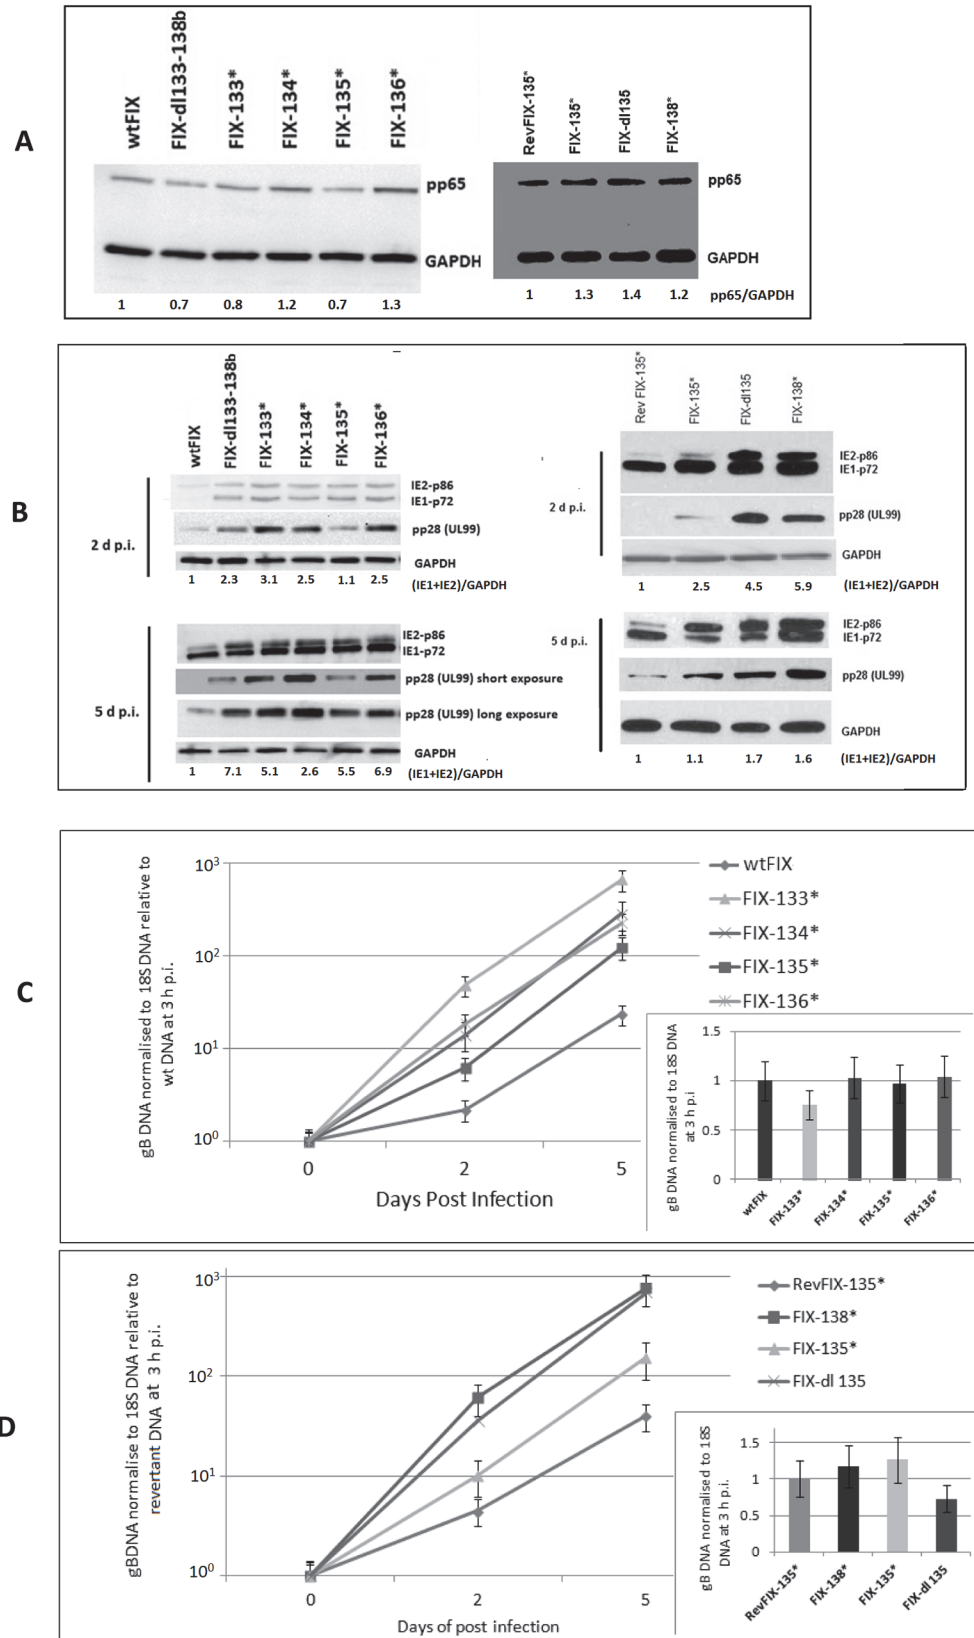 A
wtFIX
FIX-dl133-138b
FIX-133*
FIX-134*
FIX-135*
FIX-136*
pp65
GAPDH
1 0.7 0.8 1.2 0.7 1.3
RevFIX-135*
FIX-135*
FIX-dl135
FIX-138*
pp65
GAPDH
1 1.3 1.4 1.2 pp65/GAPDH
B
wtFIX
FIX-dl133-138b
FIX-133*
FIX-134*
FIX-135*
FIX-136*
2 d p.i.
IE2-p86
IE1-p72
pp28 (UL99)
GAPDH
1 2.3 3.1 2.5 1.1 2.5 (IE1+IE2)/GAPDH
5 d p.i.
IE2-p86
IE1-p72
pp28 (UL99) short exposure
pp28 (UL99) long exposure
GAPDH
1 7.1 5.1 2.6 5.5 6.9 (IE1+IE2)/GAPDH
Rev FIX-135*
FIX-135*
FIX-dl135
FIX-138*
2 d p.i.
IE2-p86
IE1-p72
pp28 (UL99)
GAPDH
1 2.5 4.5 5.9 (IE1+IE2)/GAPDH
5 d p.i.
IE2-p86
IE1-p72
pp28 (UL99)
GAPDH
1 1.1 1.7 1.6 (IE1+IE2)/GAPDH
C
gB DNA normalised to 18S DNA relative to
wt DNA at 3 h p.i.
10³
10²
10¹
10⁰
0 2 5
Days Post Infection
wtFIX
FIX-133*
FIX-134*
FIX-135*
FIX-136*
gB DNA normalised to 18S DNA
at 3 h p.i
1.5
1
0.5
0
wtFIX
FIX-133*
FIX-134*
FIX-135*
FIX-136*
D
gBDNA normalise to 18S DNA relative to
revertant DNA at 3 h p.i.
10³
10²
10¹
10⁰
0 2 5
Days of post infection
RevFIX-135*
FIX-138*
FIX-135*
FIX-dl 135
gB DNA normalised to 18S
DNA at 3 h p.i.
1.5
1
0.5
0
RevFIX-135*
FIX-138*
FIX-135*
FIX-dl 135